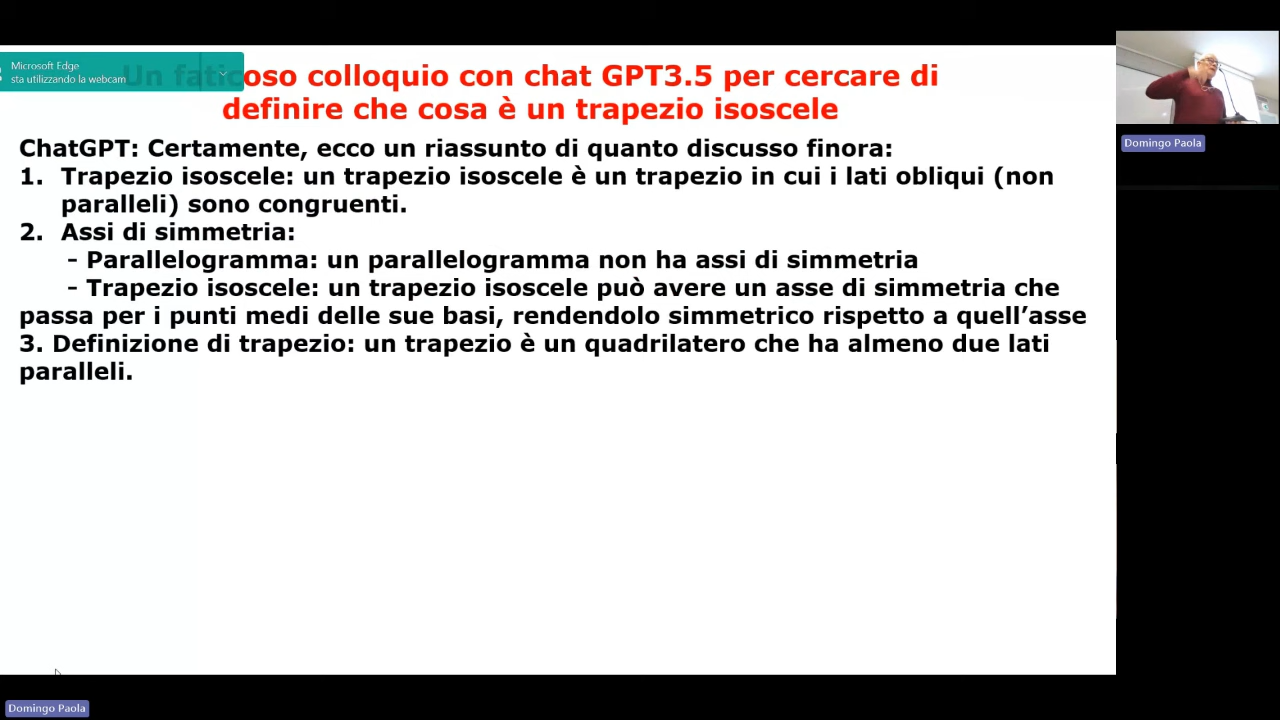 Microsoft Edge
sta utilizzando la webcam
Un faticoso colloquio con chat GPT3.5 per cercare di
definire che cosa è un trapezio isoscele
ChatGPT: Certamente, ecco un riassunto di quanto discusso finora:
1. Trapezio isoscele: un trapezio isoscele è un trapezio in cui i lati obliqui (non
paralleli) sono congruenti.
2. Assi di simmetria:
- Parallelogramma: un parallelogramma non ha assi di simmetria
- Trapezio isoscele: un trapezio isoscele può avere un asse di simmetria che
passa per i punti medi delle sue basi, rendendolo simmetrico rispetto a quell’asse
3. Definizione di trapezio: un trapezio è un quadrilatero che ha almeno due lati
paralleli.
Domingo Paola
Domingo Paola